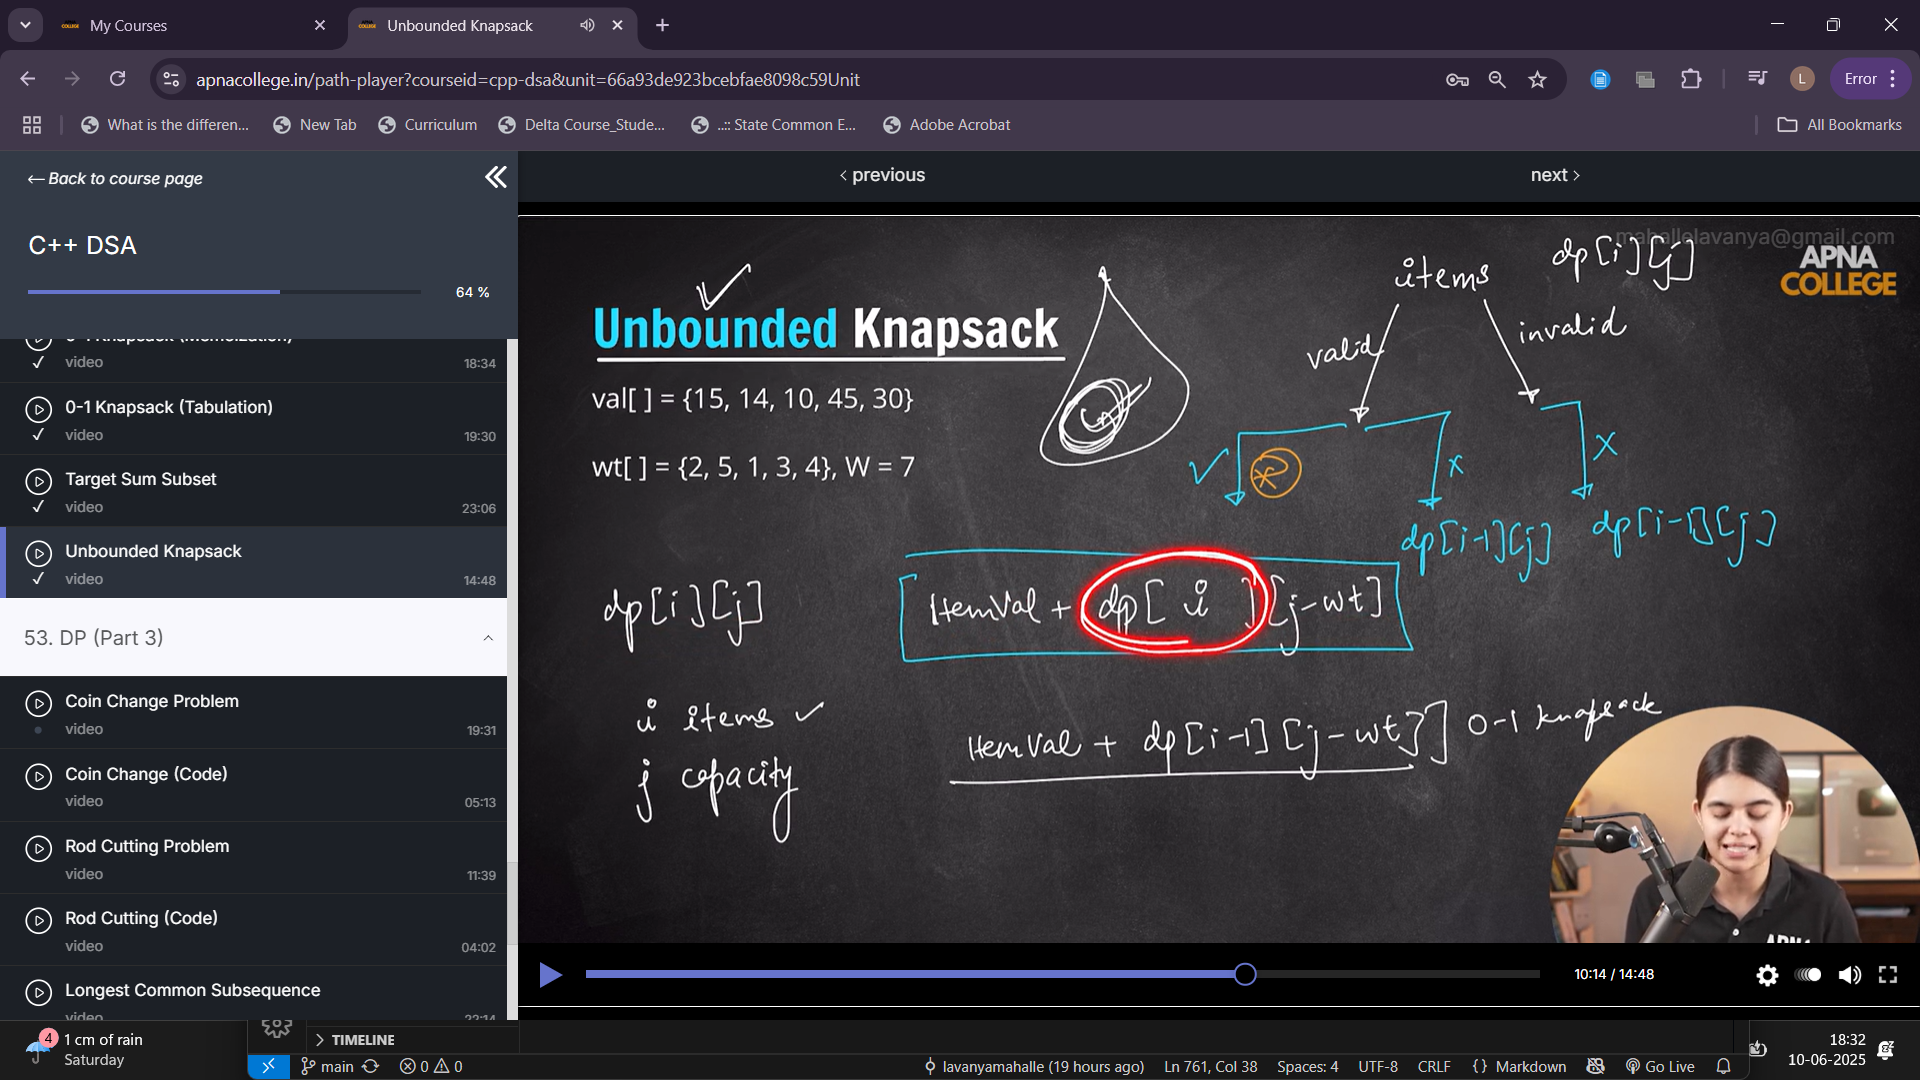 My Courses
Unbounded Knapsack
apnacollege.in/path-player?courseid=cpp-dsa&unit=66a93de923bcebfae8098c59Unit
L
Error
What is the differen...
New Tab
Curriculum
Delta Course_Stude...
..:: State Common E...
Adobe Acrobat
All Bookmarks
← Back to course page
C++ DSA
64 %
video
18:34
0-1 Knapsack (Tabulation)
video
19:30
Target Sum Subset
video
23:06
Unbounded Knapsack
video
14:48
53. DP (Part 3)
Coin Change Problem
video
19:31
Coin Change (Code)
video
05:13
Rod Cutting Problem
video
11:39
Rod Cutting (Code)
video
04:02
Longest Common Subsequence
video
22:14
‹ previous
next ›
mahallelavanya@gmail.com
APNA
COLLEGE
Unbounded Knapsack
val[ ] = {15, 14, 10, 45, 30}
wt[ ] = {2, 5, 1, 3, 4}, W = 7
items
dp[i][j]
valid
invalid
x
x
dp[i-1][j]
dp[i-1][j]
dp[i][j]
itemVal + dp[ i ][j-wt]
i items ✓
j capacity
itemVal + dp[i-1][j-wt]] 0-1 knapsack
10:14 / 14:48
4
1 cm of rain
Saturday
TIMELINE
main
0
0
lavanyamahalle (19 hours ago)
Ln 761, Col 38
Spaces: 4
UTF-8
CRLF
{} Markdown
Go Live
18:32
10-06-2025